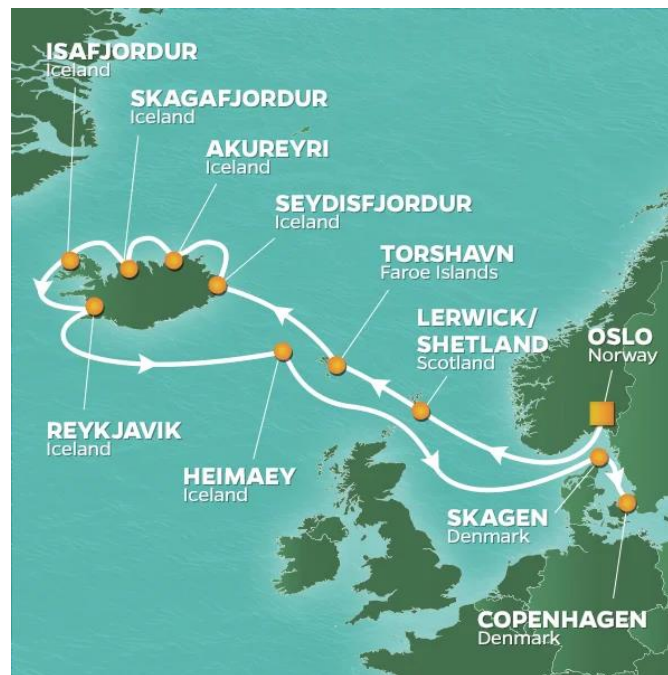 ISAFJORDUR
Iceland
SKAGAFJORDUR
Iceland
AKUREYRI
Iceland
SEYDISFJORDUR
Iceland
TORSHAVN
Faroe Islands
LERWICK/
SHETLAND
Scotland
OSLO
Norway
REYKJAVIK
Iceland
HEIMAEY
Iceland
SKAGEN
Denmark
COPENHAGEN
Denmark